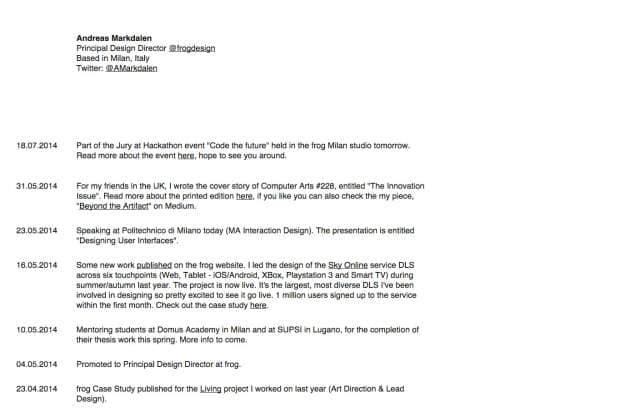 Andreas Markdalen
Principal Design Director @frogdesign
Based in Milan, Italy
Twitter: @AMarkdalen
18.07.2014 Part of the Jury at Hackathon event "Code the future" held in the frog Milan studio tomorrow.
Read more about the event here, hope to see you around.
31.05.2014 For my friends in the UK, I wrote the cover story of Computer Arts #228, entitled "The Innovation
Issue". Read more about the printed edition here, if you like you can also check the my piece,
"Beyond the Artifact" on Medium.
23.05.2014 Speaking at Politechnico di Milano today (MA Interaction Design). The presentation is entitled
"Designing User Interfaces".
16.05.2014 Some new work published on the frog website. I led the design of the Sky Online service DLS
across six touchpoints (Web, Tablet - iOS/Android, XBox, Playstation 3 and Smart TV) during
summer/autumn last year. The project is now live. It's the largest, most diverse DLS I've been
involved in designing so pretty excited to see it go live. 1 million users signed up to the service
within the first month. Check out the case study here.
10.05.2014 Mentoring students at Domus Academy in Milan and at SUPSI in Lugano, for the completion of
their thesis work this spring. More info to come.
04.05.2014 Promoted to Principal Design Director at frog.
23.04.2014 frog Case Study published for the Living project I worked on last year (Art Direction & Lead
Design).